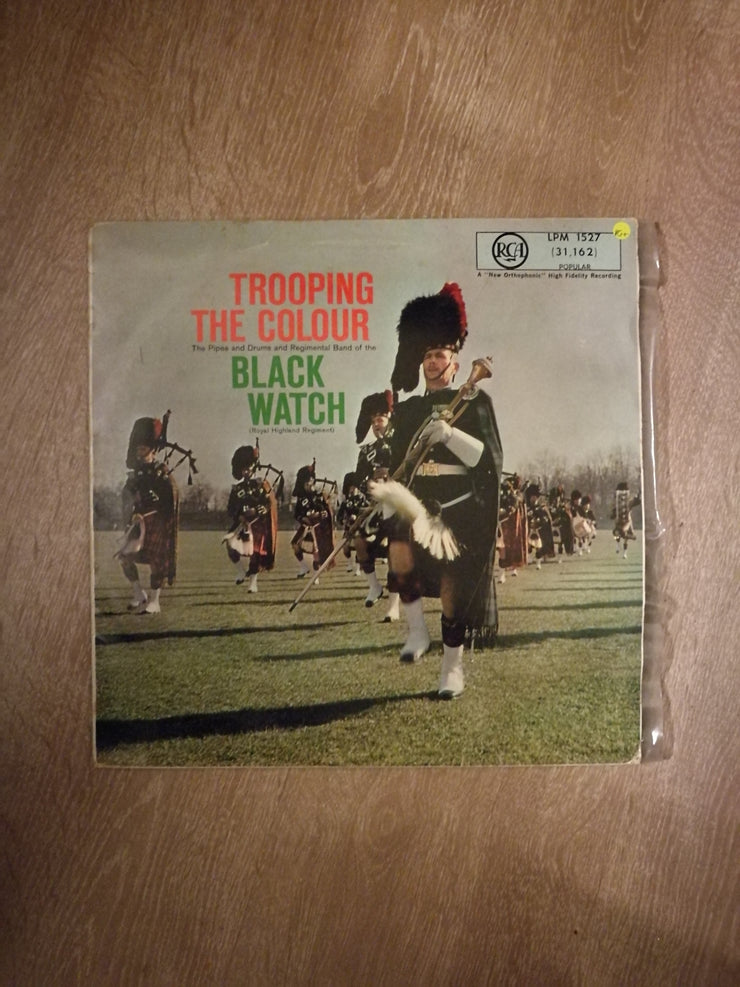 RCA
LPM 1527
(31,162)
POPULAR
A "New Orthophonic" High Fidelity Recording
TROOPING
THE COLOUR
The Pipes and Drums and Regimental Band of the
BLACK
WATCH
(Royal Highland Regiment)